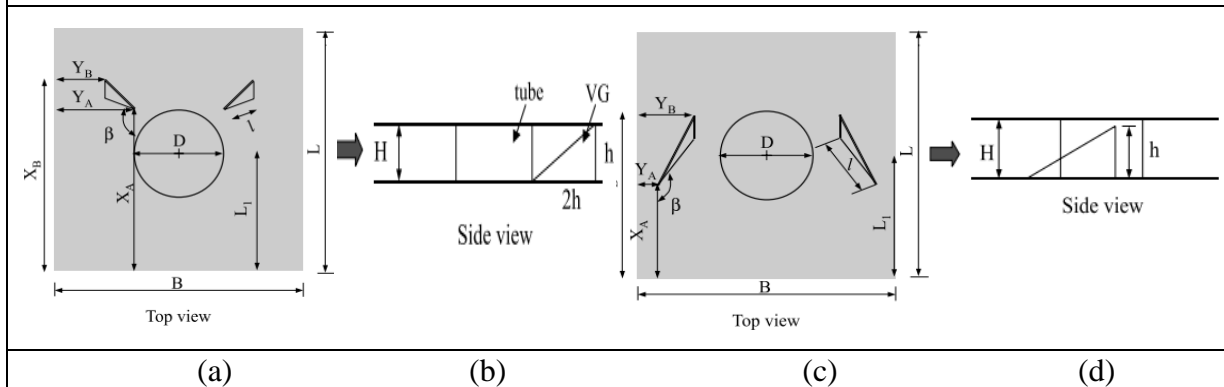 Y_B
Y_A
β
D
l
X_B
X_A
L_1
L
B
Top view
tube
VG
H
h
2h
Side view
Y_B
D
l
Y_A
β
X_A
L_1
L
B
Top view
H
h
Side view
(a)
(b)
(c)
(d)